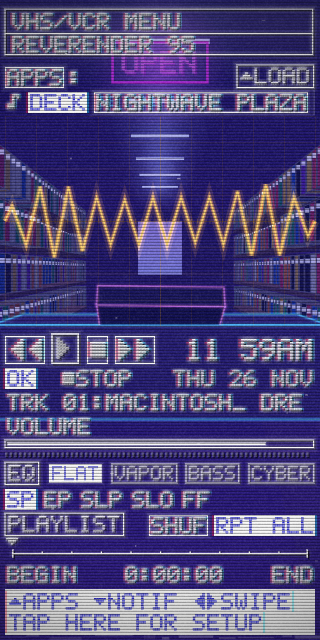 VHS/VCR MENU
REVERENDER 95
OPEN
APPS:
LOAD
DECK NIGHTWAVE PLAZA
11 59AM
OK STOP THU 26 NOV
TRK 01:MACINTOSH_ DRE
VOLUME
EQ FLAT VAPOR BASS CYBER
SP EP SLP SLO FF
PLAYLIST SHUF RPT ALL
BEGIN 0:00:00 END
APPS NOTIF SWIPE
TAP HERE FOR SETUP